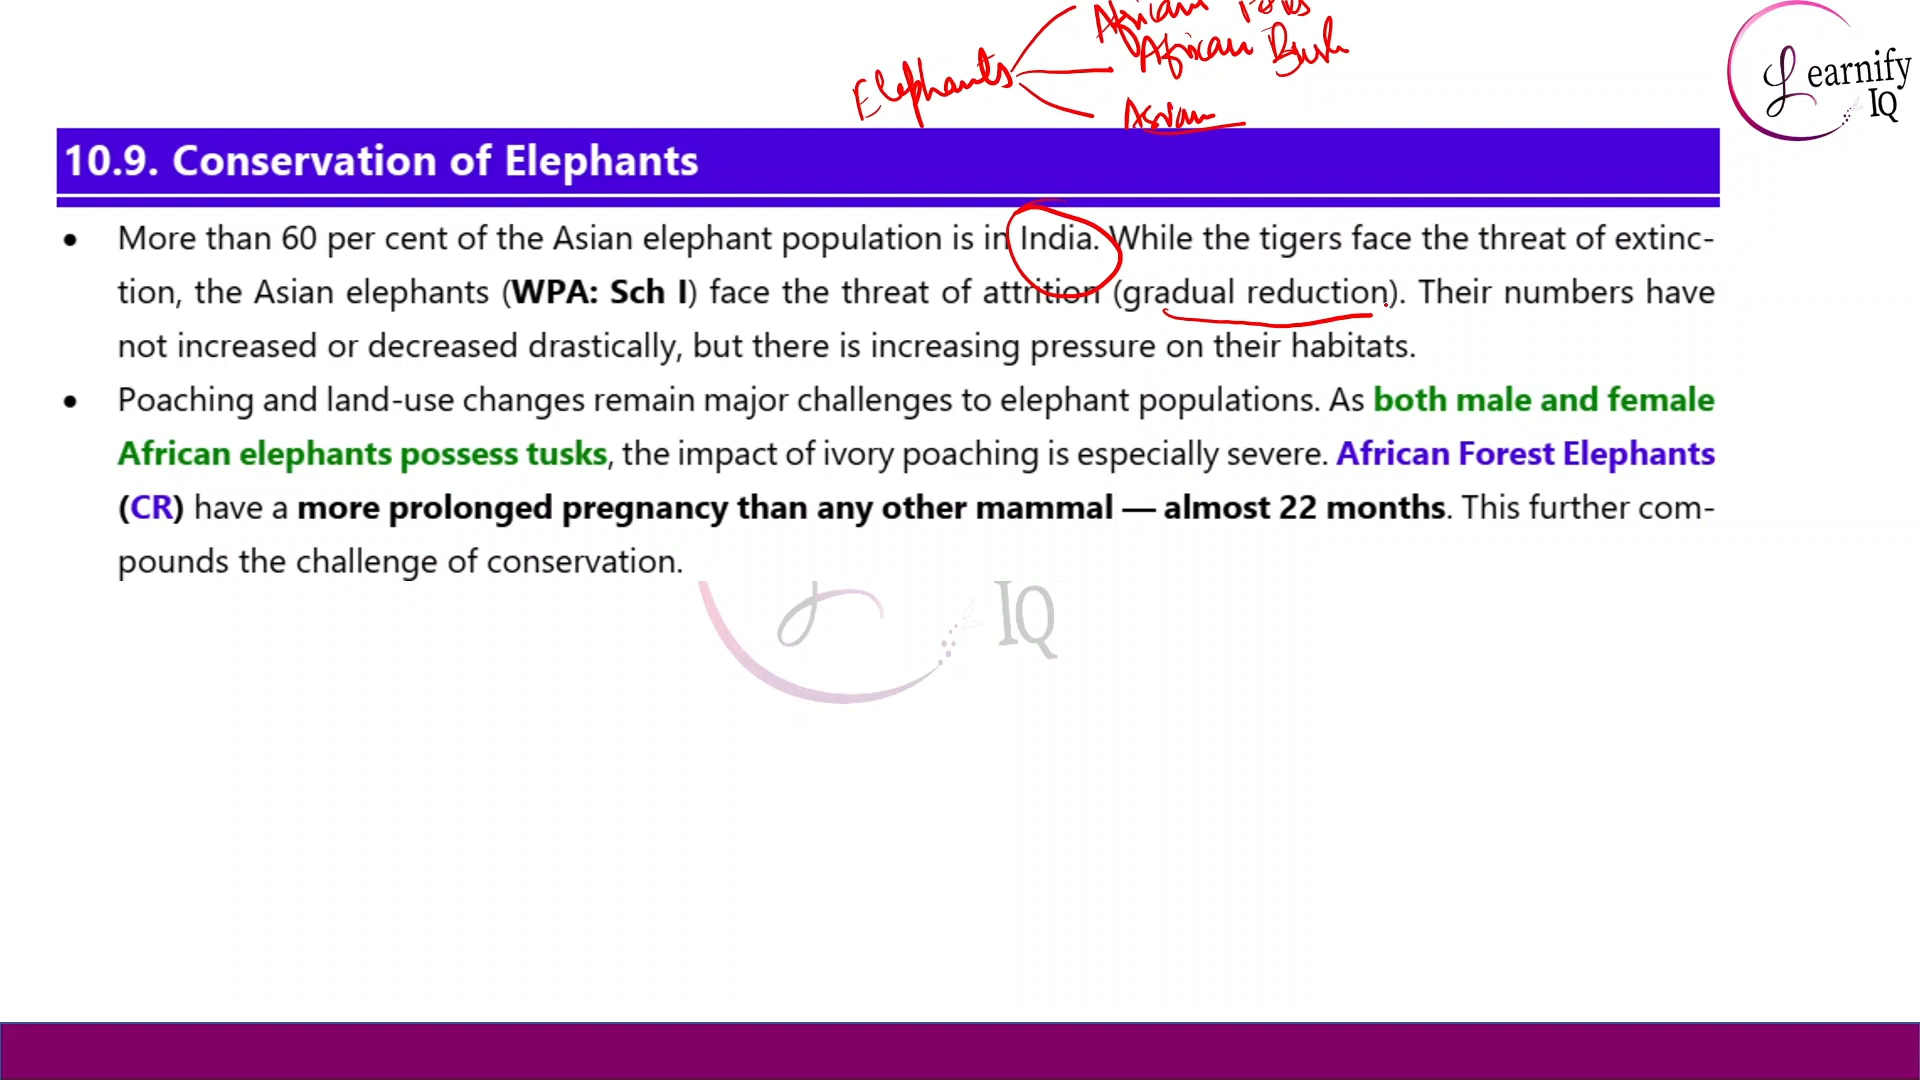 African
African Bush
Elephants
Asian
Learnify
IQ
10.9. Conservation of Elephants
• More than 60 per cent of the Asian elephant population is in India. While the tigers face the threat of extinc-
tion, the Asian elephants (WPA: Sch I) face the threat of attrition (gradual reduction). Their numbers have
not increased or decreased drastically, but there is increasing pressure on their habitats.
• Poaching and land-use changes remain major challenges to elephant populations. As both male and female
African elephants possess tusks, the impact of ivory poaching is especially severe. African Forest Elephants
(CR) have a more prolonged pregnancy than any other mammal — almost 22 months. This further com-
pounds the challenge of conservation.
IQ